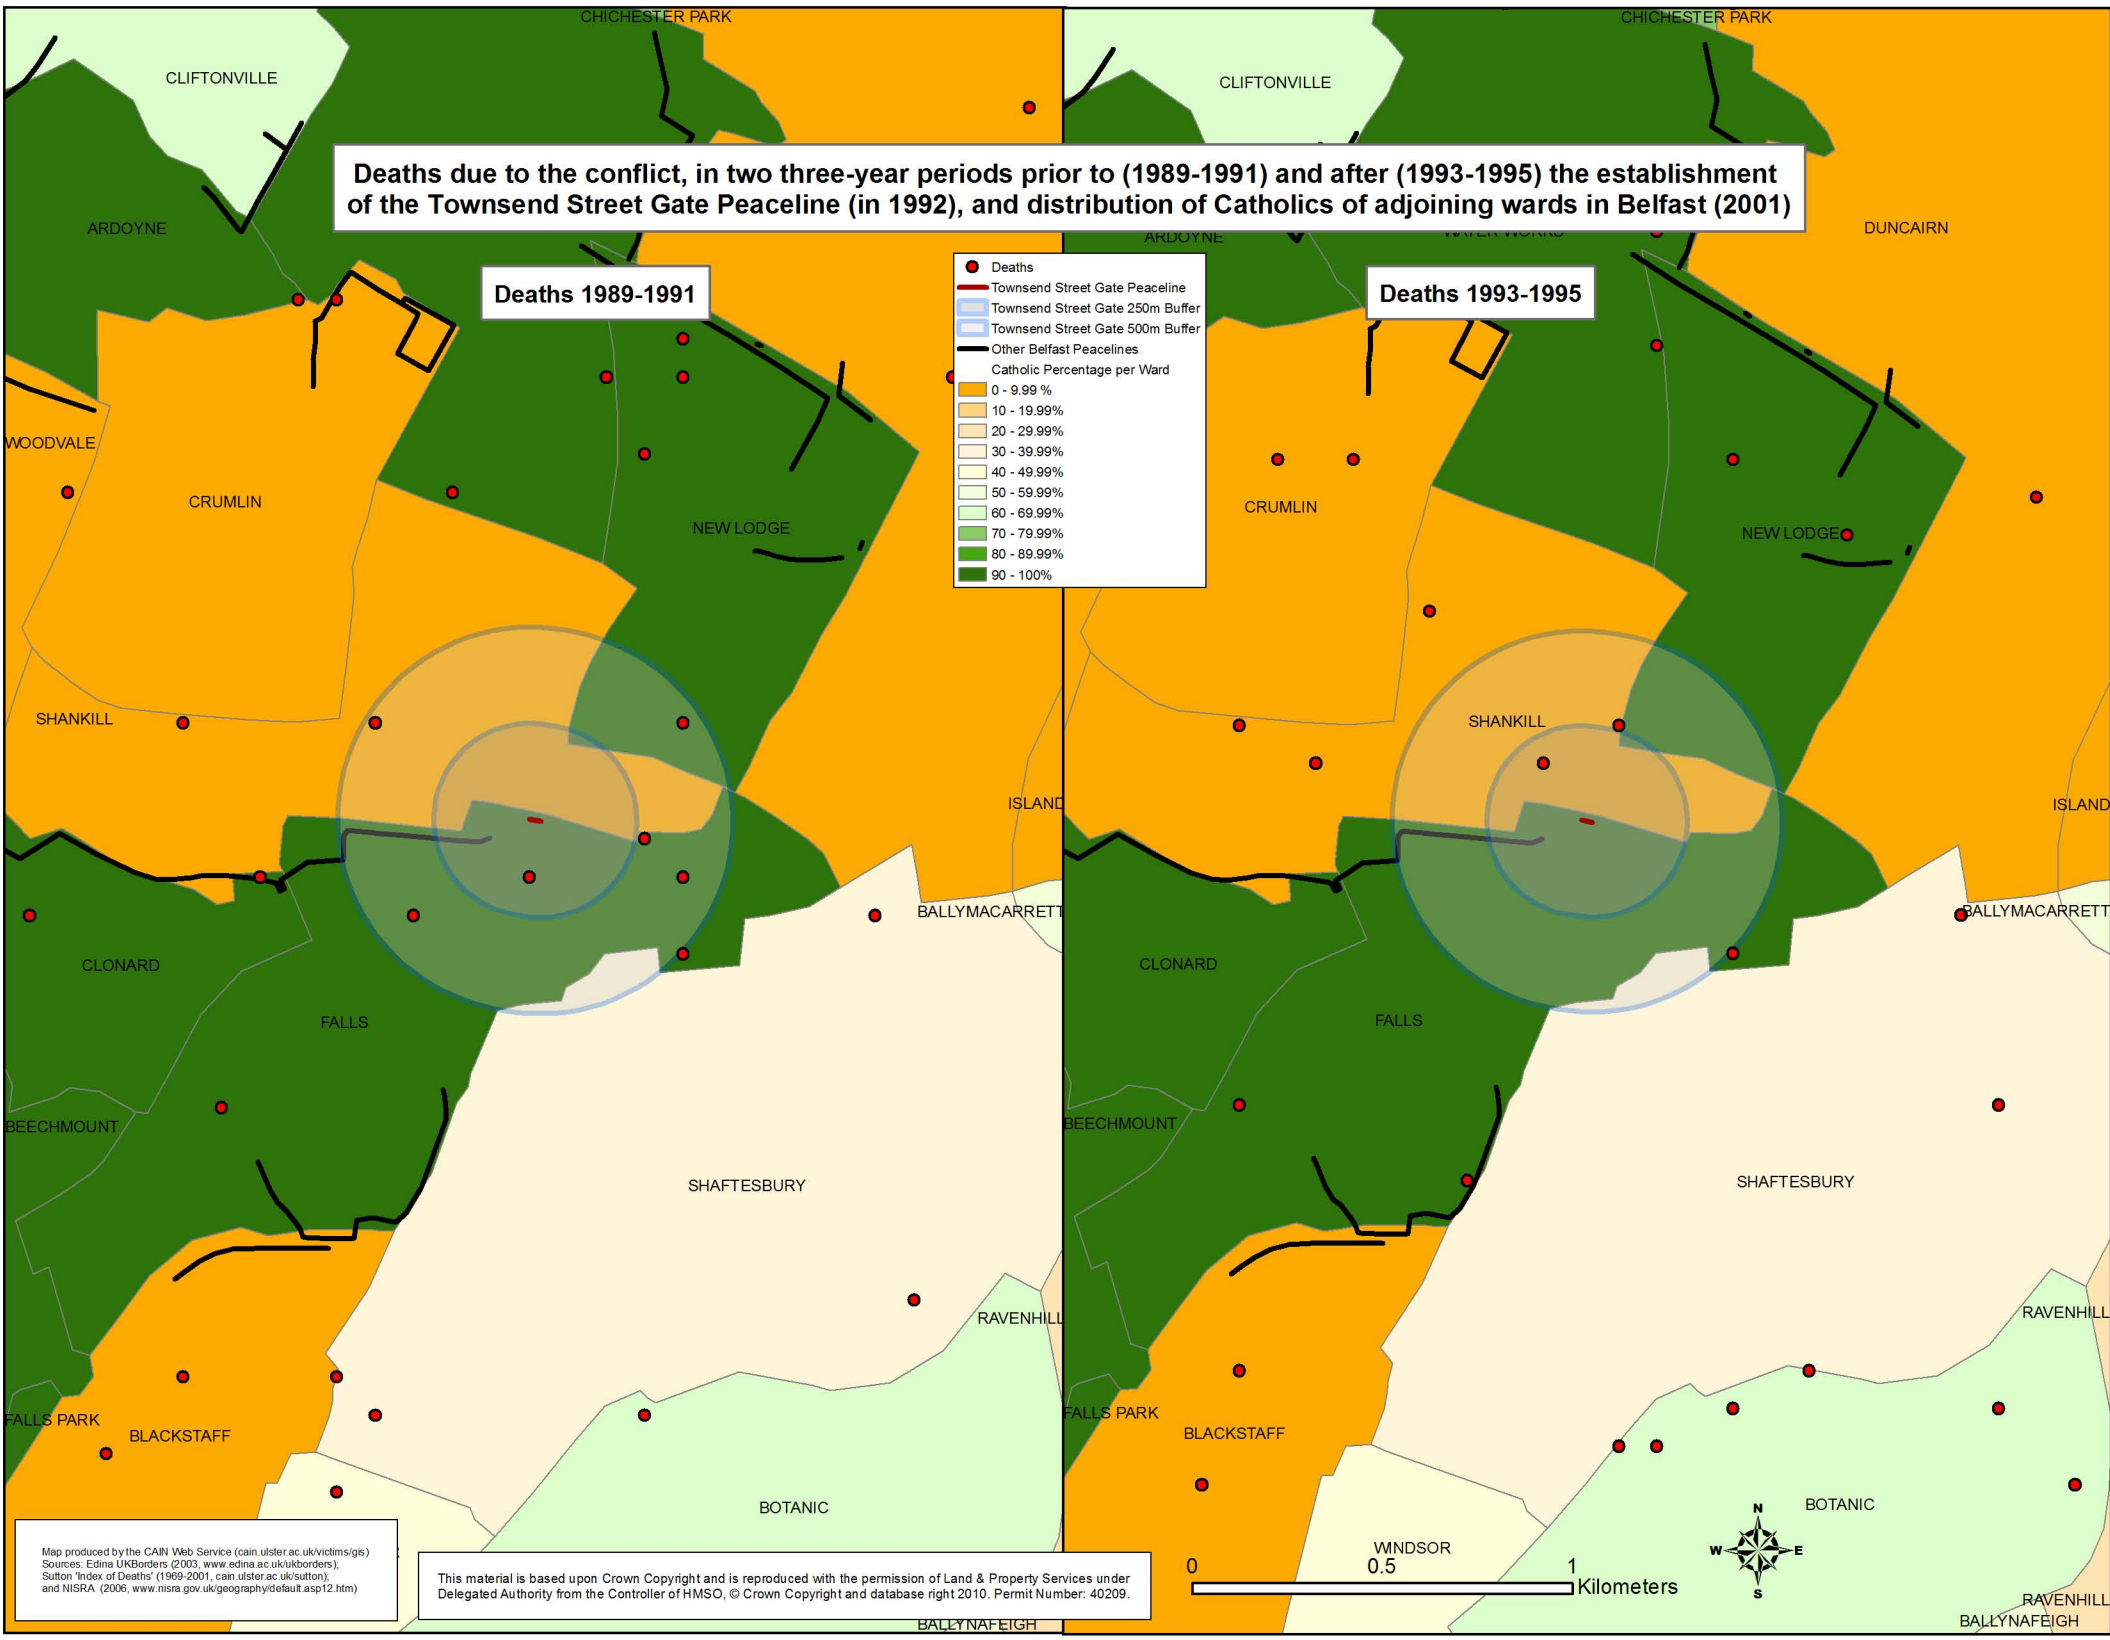 CHICHESTER PARK
CHICHESTER PARK
CLIFTONVILLE
CLIFTONVILLE
Deaths due to the conflict, in two three-year periods prior to (1989-1991) and after (1993-1995) the establishment
of the Townsend Street Gate Peaceline (in 1992), and distribution of Catholics of adjoining wards in Belfast (2001)
ARDOYNE
ARDOYNE
WATER WORKS
DUNCAIRN
Deaths 1989-1991
Deaths 1993-1995
Deaths
Townsend Street Gate Peaceline
Townsend Street Gate 250m Buffer
Townsend Street Gate 500m Buffer
Other Belfast Peacelines
Catholic Percentage per Ward
0 - 9.99 %
10 - 19.99%
20 - 29.99%
30 - 39.99%
40 - 49.99%
50 - 59.99%
60 - 69.99%
70 - 79.99%
80 - 89.99%
90 - 100%
WOODVALE
CRUMLIN
NEW LODGE
CRUMLIN
NEW LODGE
SHANKILL
SHANKILL
ISLAND
ISLAND
BALLYMACARRETT
BALLYMACARRETT
CLONARD
CLONARD
FALLS
FALLS
BEECHMOUNT
BEECHMOUNT
SHAFTESBURY
SHAFTESBURY
RAVENHILL
RAVENHILL
FALLS PARK
BLACKSTAFF
FALLS PARK
BLACKSTAFF
BOTANIC
BOTANIC
WINDSOR
N
W
E
S
0
0.5
1
Kilometers
Map produced by the CAIN Web Service (cain.ulster.ac.uk/victims/gis)
Sources: Edina UKBorders (2003, www.edina.ac.uk/ukborders);
Sutton 'Index of Deaths' (1969-2001, cain.ulster.ac.uk/sutton);
and NISRA (2006, www.nisra.gov.uk/geography/default.asp12.htm)
This material is based upon Crown Copyright and is reproduced with the permission of Land & Property Services under
Delegated Authority from the Controller of HMSO, © Crown Copyright and database right 2010. Permit Number: 40209.
RAVENHILL
BALLYNAFEIGH
BALLYNAFEIGH